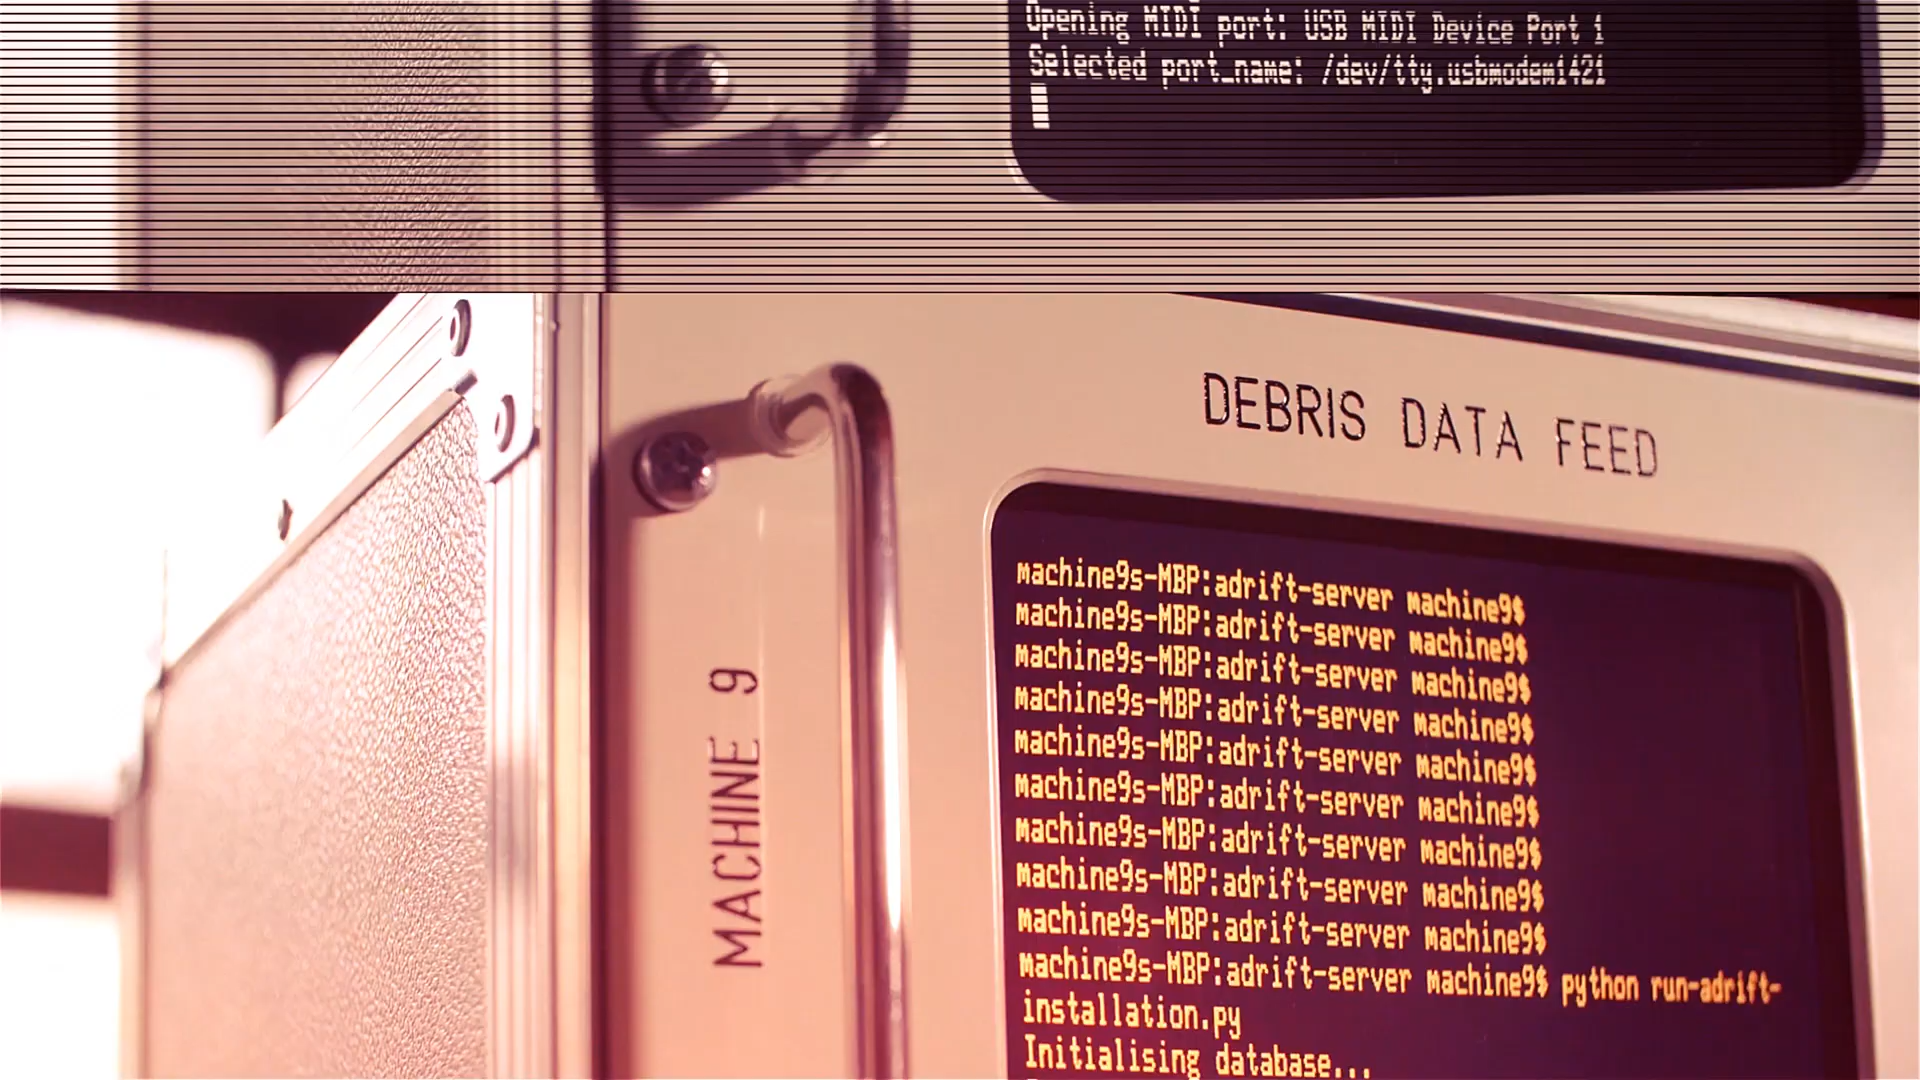 Opening MIDI port: USB MIDI Device Port 1
Selected port_name: /dev/tty.usbmodem1421
DEBRIS DATA FEED
MACHINE 9
machine9s-MBP:adrift-server machine9$
machine9s-MBP:adrift-server machine9$
machine9s-MBP:adrift-server machine9$
machine9s-MBP:adrift-server machine9$
machine9s-MBP:adrift-server machine9$
machine9s-MBP:adrift-server machine9$
machine9s-MBP:adrift-server machine9$
machine9s-MBP:adrift-server machine9$
machine9s-MBP:adrift-server machine9$
machine9s-MBP:adrift-server machine9$ python run-adrift-
installation.py
Initialising database...